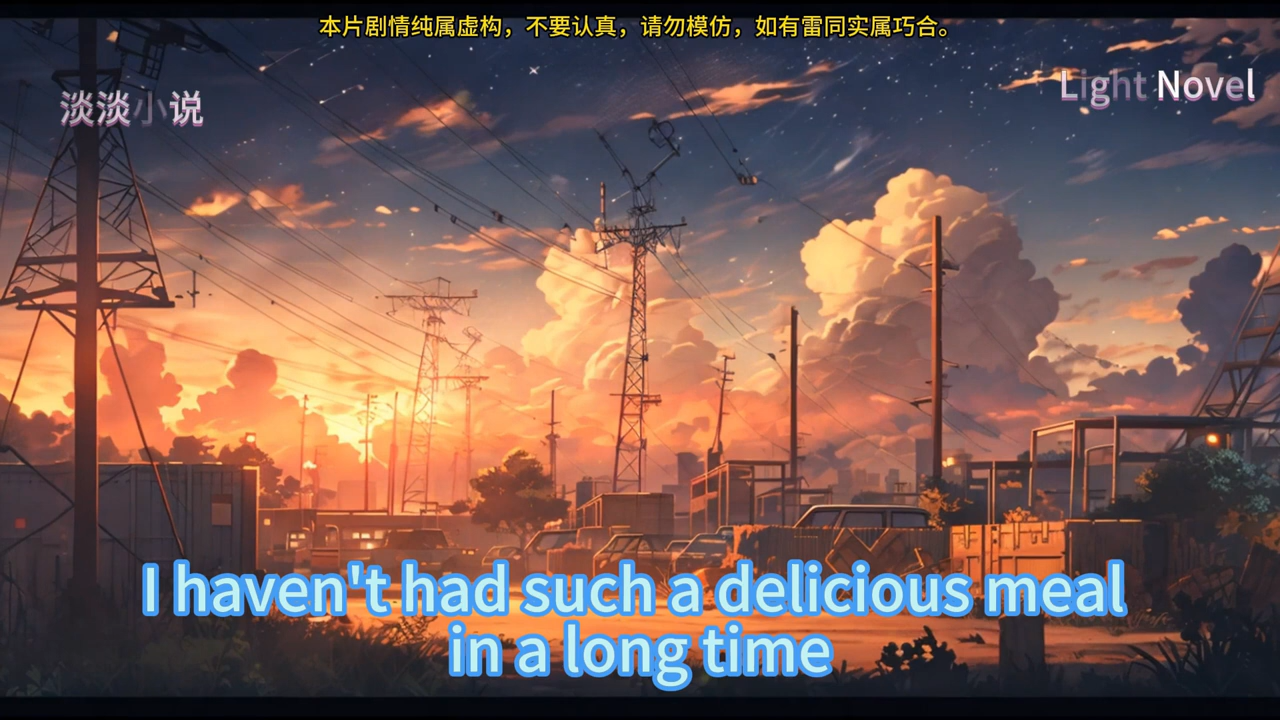 本片剧情纯属虚构，不要认真，请勿模仿，如有雷同实属巧合。
淡淡小说
Light Novel
I haven't had such a delicious meal
in a long time